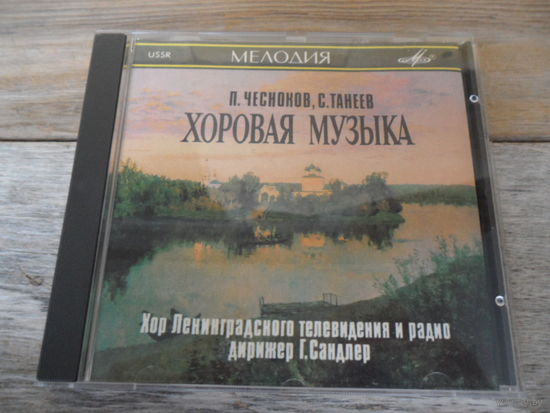 USSR
МЕЛОДИЯ
П. ЧЕСНОКОВ, С.ТАНЕЕВ
ХОРОВАЯ МУЗЫКА
Хор Ленинградского телевидения и радио
дирижер Г.Сандлер